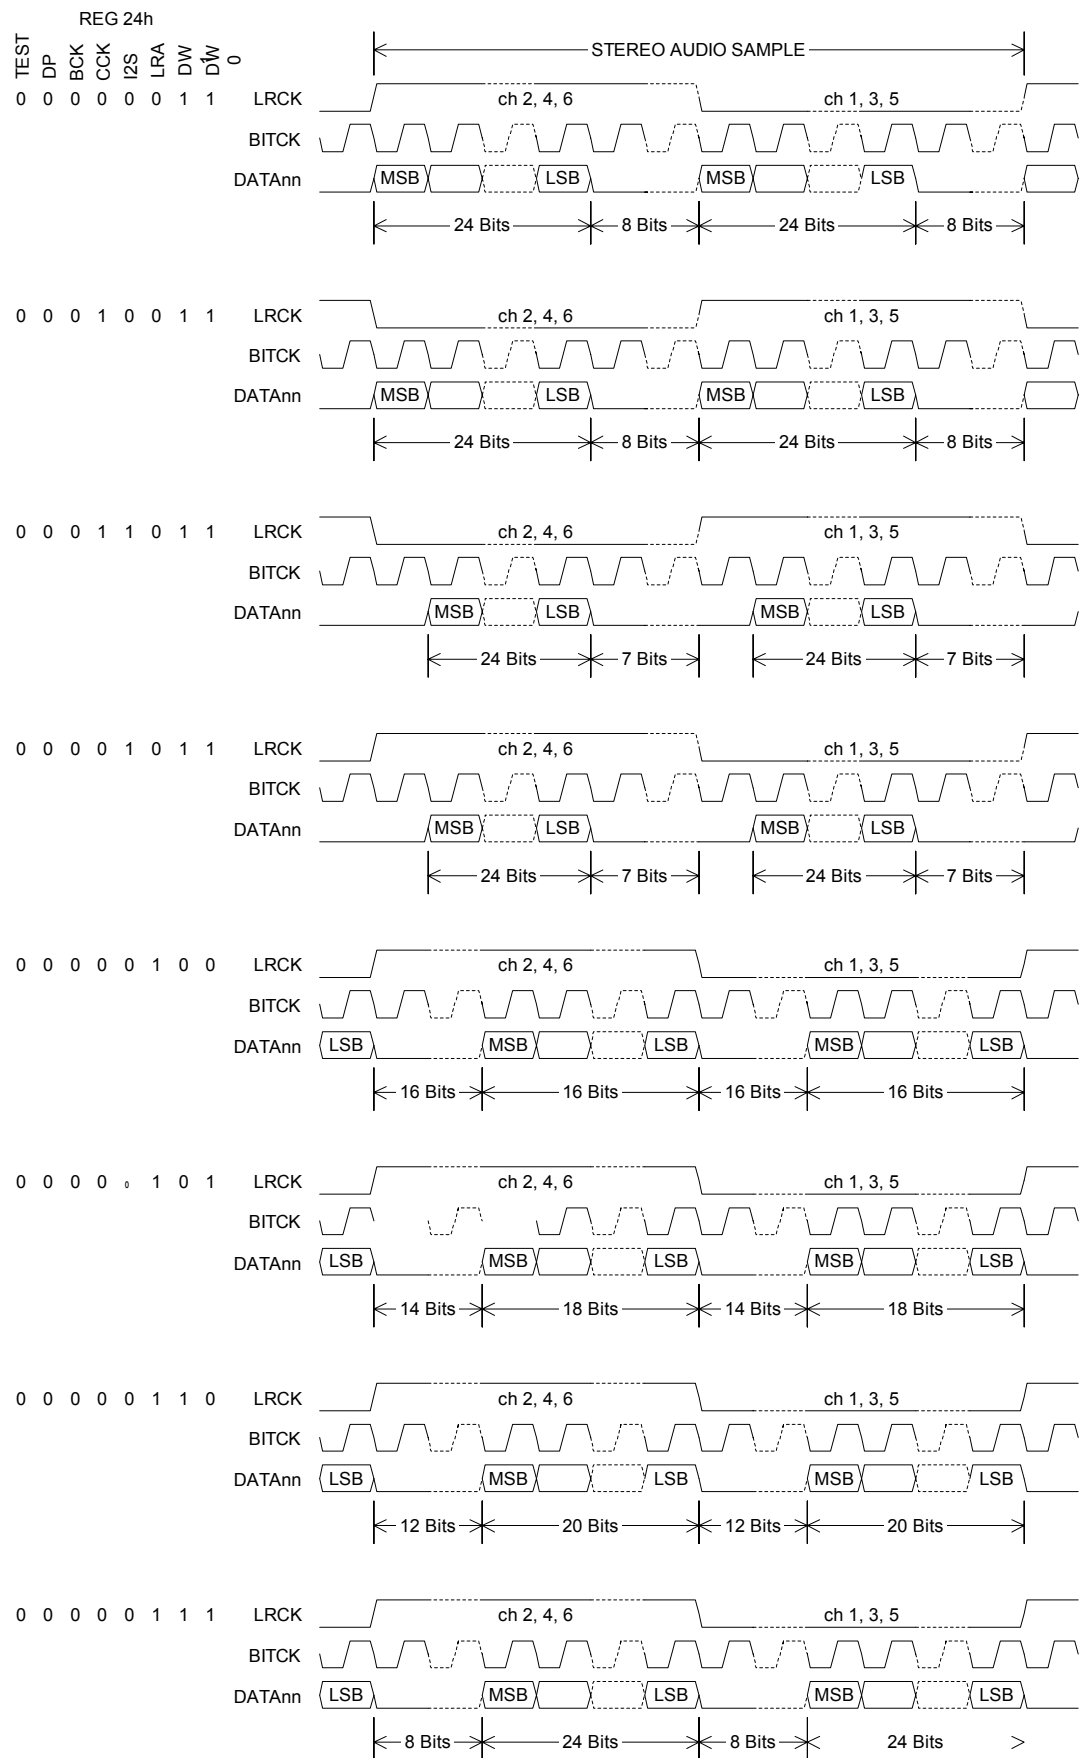 REG 24h
TEST DP BCK CCK I2S LRA DW1 DW0
STEREO AUDIO SAMPLE
0 0 0 0 0 0 1 1 LRCK ch 2, 4, 6 ch 1, 3, 5
BITCK
DATAnn MSB LSB MSB LSB
24 Bits 8 Bits 24 Bits 8 Bits
0 0 0 1 0 0 1 1 LRCK ch 2, 4, 6 ch 1, 3, 5
BITCK
DATAnn MSB LSB MSB LSB
24 Bits 8 Bits 24 Bits 8 Bits
0 0 0 1 1 0 1 1 LRCK ch 2, 4, 6 ch 1, 3, 5
BITCK
DATAnn MSB LSB MSB LSB
24 Bits 7 Bits 24 Bits 7 Bits
0 0 0 0 1 0 1 1 LRCK ch 2, 4, 6 ch 1, 3, 5
BITCK
DATAnn MSB LSB MSB LSB
24 Bits 7 Bits 24 Bits 7 Bits
0 0 0 0 0 1 0 0 LRCK ch 2, 4, 6 ch 1, 3, 5
BITCK
DATAnn LSB MSB LSB MSB LSB
16 Bits 16 Bits 16 Bits 16 Bits
0 0 0 0 0 1 0 1 LRCK ch 2, 4, 6 ch 1, 3, 5
BITCK
DATAnn LSB MSB LSB MSB LSB
14 Bits 18 Bits 14 Bits 18 Bits
0 0 0 0 0 1 1 0 LRCK ch 2, 4, 6 ch 1, 3, 5
BITCK
DATAnn LSB MSB LSB MSB LSB
12 Bits 20 Bits 12 Bits 20 Bits
0 0 0 0 0 1 1 1 LRCK ch 2, 4, 6 ch 1, 3, 5
BITCK
DATAnn LSB MSB LSB MSB LSB
8 Bits 24 Bits 8 Bits 24 Bits